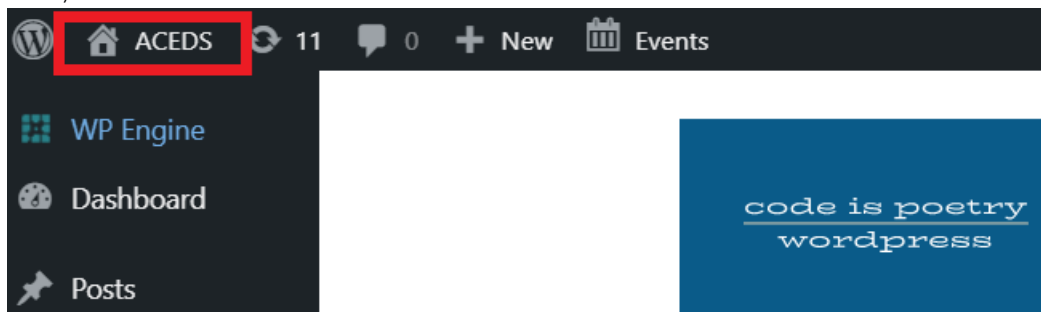 ACEDS 11 0 + New Events
WP Engine
Dashboard
code is poetry
wordpress
Posts